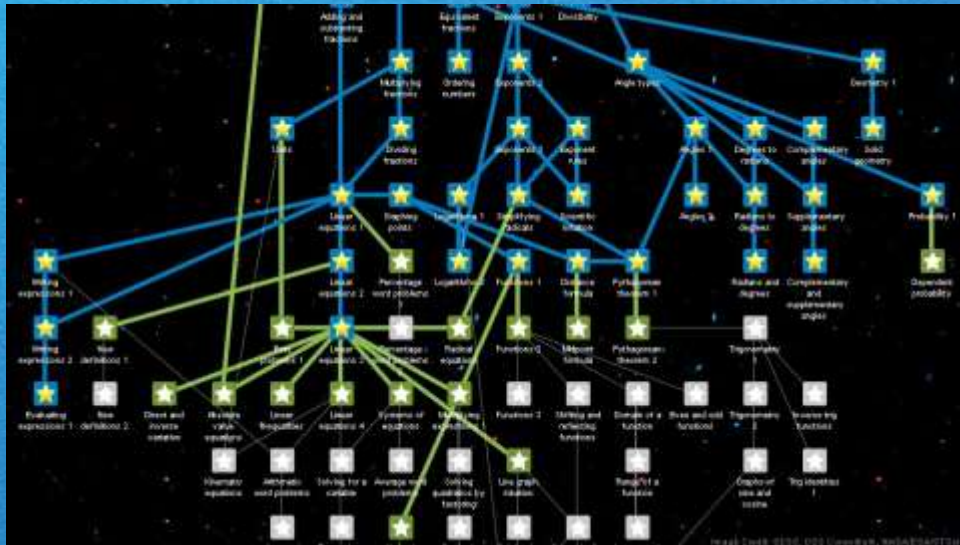 Adding and
subtracting
fractions
Equivalent
fractions
Exponents 1
Divisibility
Multiplying
fractions
Ordering
numbers
Exponents 2
Angle types
Geometry 1
Units
Dividing
fractions
Exponents 3
Exponent
rules
Angles 1
Degrees to
radians
Complementary
angles
Solid
geometry
Linear
equations 1
Graphing
points
Logarithms 1
Simplifying
radicals
Scientific
notation
Angles 2
Radians to
degrees
Supplementary
angles
Probability 1
Writing
expressions 1
Linear
equations 2
Percentage
word problems
Logarithms 2
Functions 1
Distance
formula
Pythagorean
theorem 1
Radians and
degrees
Complementary
and
supplementary
angles
Dependent
probability
Writing
expressions 2
New
definitions 1
Linear
equations 3
Percentage
word problems
Radical
equations
Functions 2
Midpoint
formula
Pythagorean
theorem 2
Trigonometry
Evaluating
expressions 1
New
definitions 2
Direct and
inverse
variation
Absolute
value
equations
Linear
inequalities
Linear
equations 4
Systems of
equations
Multiplying
expressions
Functions 3
Shifting and
reflecting
functions
Domain of a
function
Even and odd
functions
Trigonometry
2
Inverse trig
functions
Kinematic
equations
Arithmetic
word problems
Solving for a
variable
Average word
problems
Solving
quadratics by
factoring
Line graph
intuition
Range of a
function
Graphs of
sine and
cosine
Trig identities
1